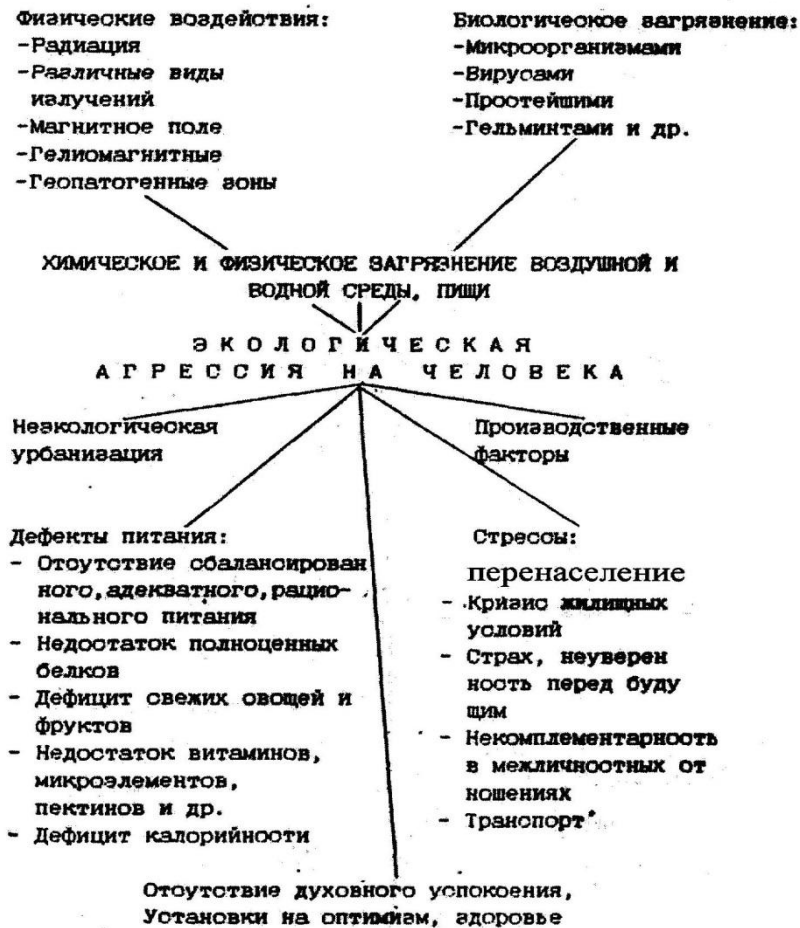 Физические воздействия:
-Радиация
-Различные виды
излучений
-Магнитное поле
-Гелиомагнитные
-Геопатогенные зоны
Биологическое загрязнение:
-Микроорганизмами
-Вирусами
-Простейшими
-Гельминтами и др.
ХИМИЧЕСКОЕ И ФИЗИЧЕСКОЕ ЗАГРЯЗНЕНИЕ ВОЗДУШНОЙ И
ВОДНОЙ СРЕДЫ, ПИЩИ
ЭКОЛОГИЧЕСКАЯ
АГРЕССИЯ НА ЧЕЛОВЕКА
Неэкологическая
урбанизация
Производственные
факторы
Дефекты питания:
- Отсутствие сбалансирован
ного, адекватного, рацио-
нального питания
- Недостаток полноценных
белков
- Дефицит свежих овощей и
фруктов
- Недостаток витаминов,
микроэлементов,
пектинов и др.
- Дефицит калорийности
Стрессы:
перенаселение
- Кризис жилищных
условий
- Страх, неуверен
ность перед буду
щим
- Некомплементарность
в межличностных от
ношениях
- Транспорт
Отсутствие духовного успокоения,
Установки на оптимизм, здоровье